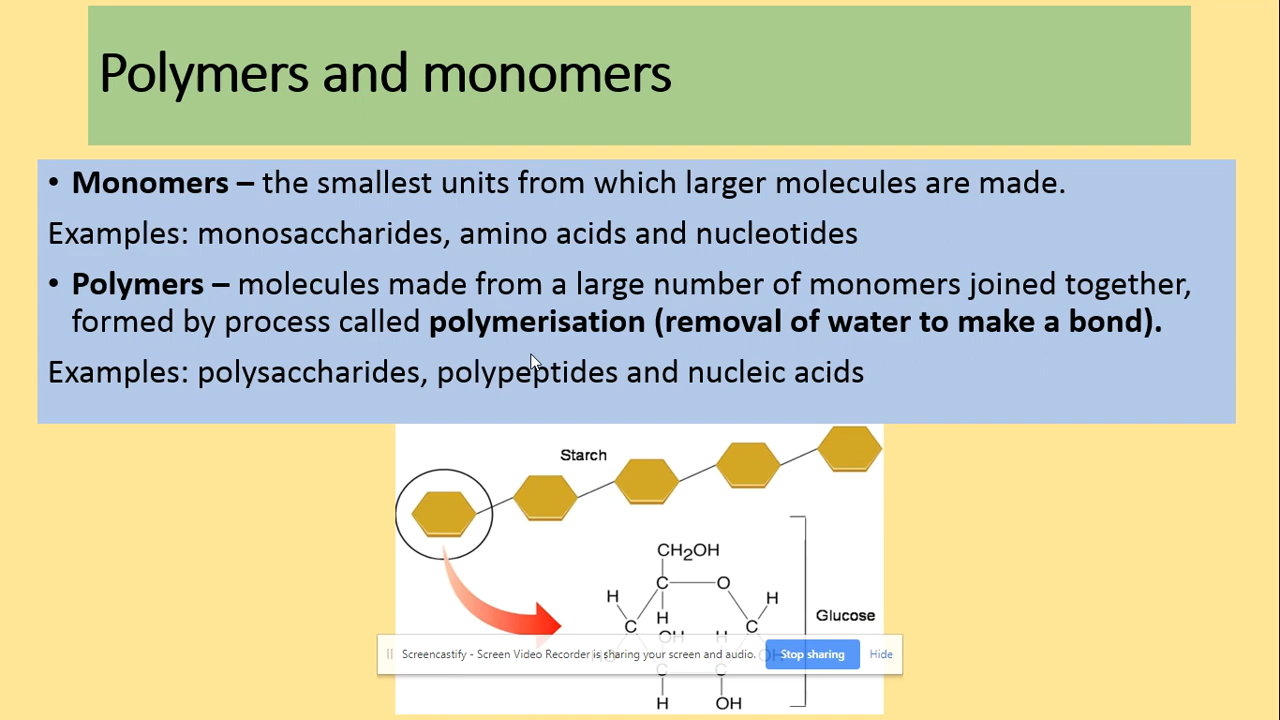 Polymers and monomers
• Monomers – the smallest units from which larger molecules are made.
Examples: monosaccharides, amino acids and nucleotides
• Polymers – molecules made from a large number of monomers joined together,
formed by process called polymerisation (removal of water to make a bond).
Examples: polysaccharides, polypeptides and nucleic acids
Starch
CH2OH
C O
H H
H
C C
Glucose
OH H
Screencastify - Screen Video Recorder is sharing your screen and audio. Stop sharing Hide
HO OH
C C
H OH